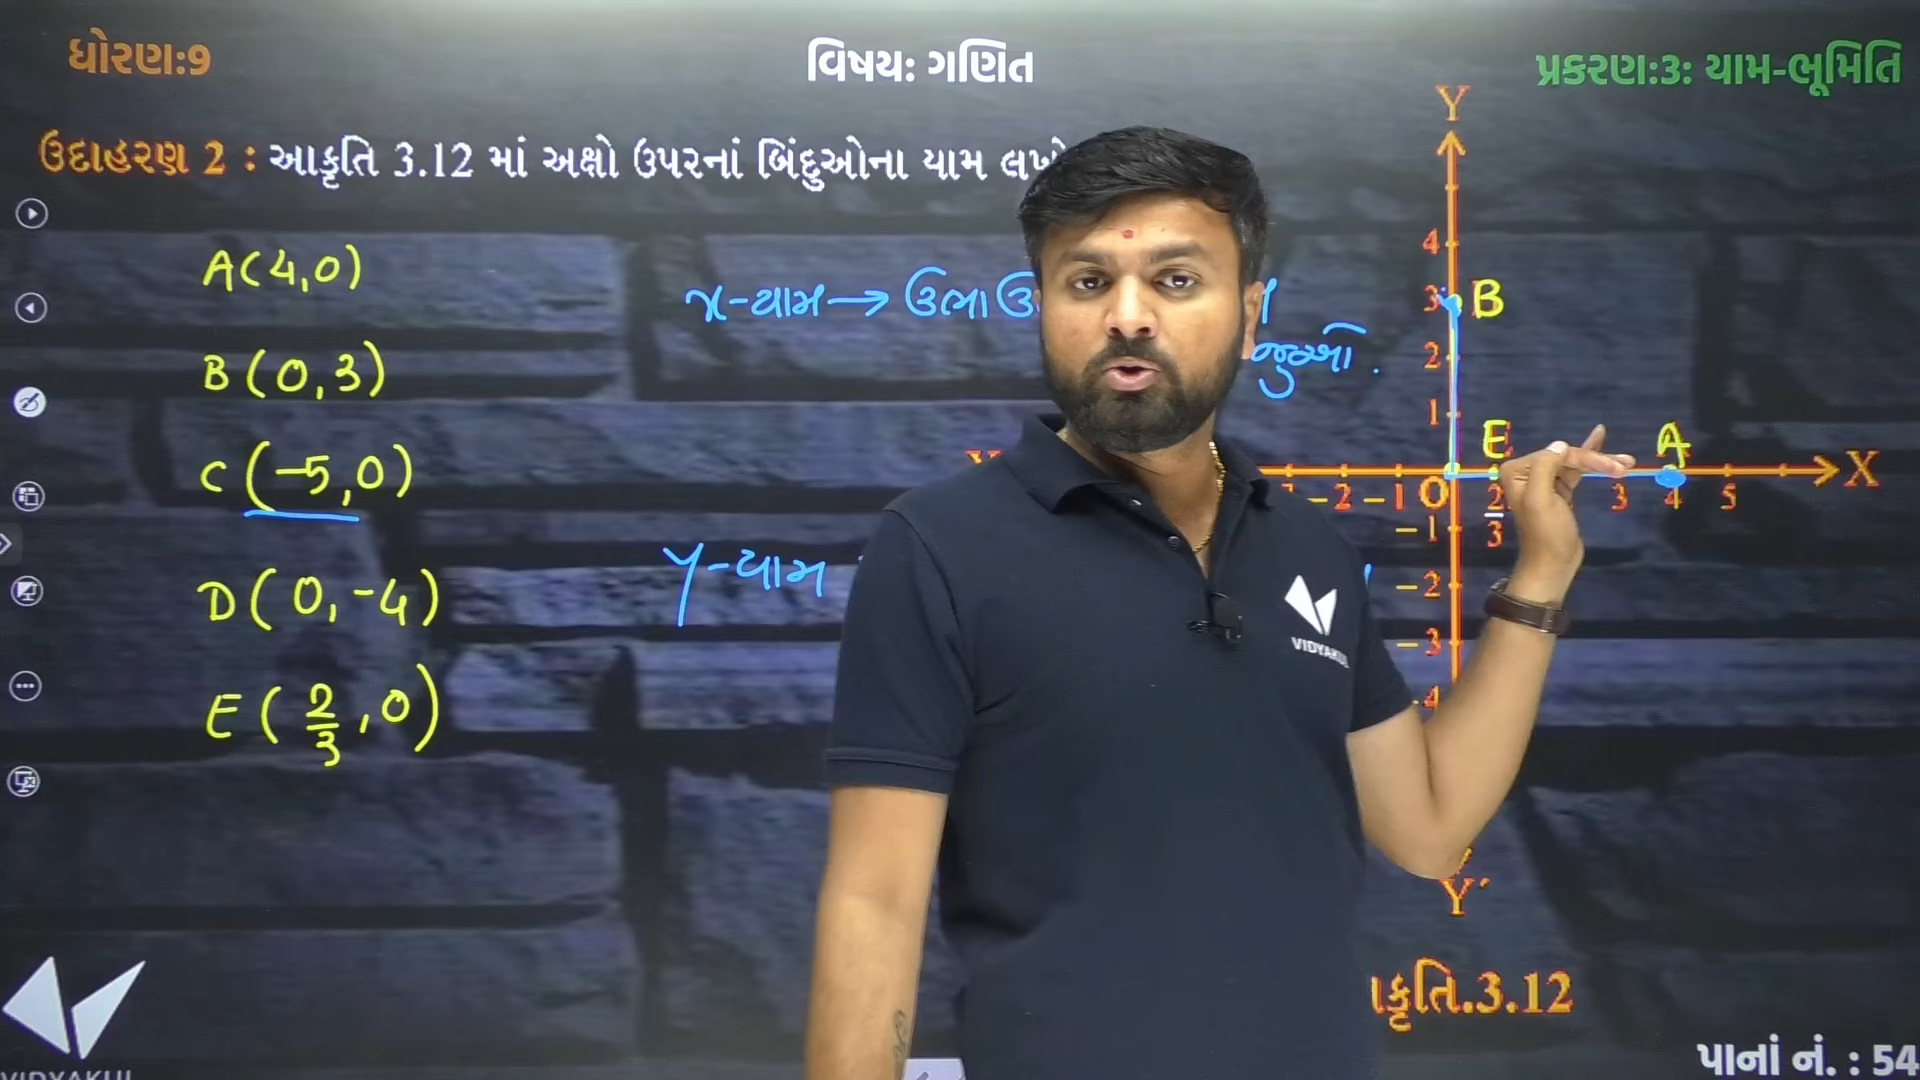 ધોરણ:9
વિષય: ગણિત
પ્રકરણ:૩: યામ-ભૂમિતિ
ઉદાહરણ 2 : આકૃતિ 3.12 માં અક્ષો ઉપરનાં બિંદુઓના યામ
A(4,0)
B(0,3)
C(-5,0)
D(0,-4)
E(2/3,0)
x-યામ→
જુઓ.
y-યામ
Y
4
3 B
2
1
E A
-2 -1 O 2/3 3 4 5 X
-1
-2
-3
Y′
3.12
VIDYAKUL
પાનાં નં. : 54
VIDYAKUL